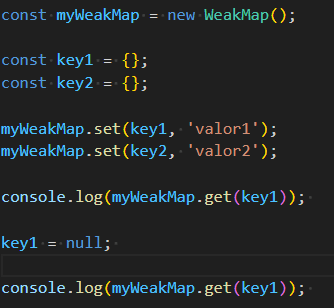 const myWeakMap = new WeakMap();
const key1 = {};
const key2 = {};
myWeakMap.set(key1, 'valor1');
myWeakMap.set(key2, 'valor2');
console.log(myWeakMap.get(key1));
key1 = null;
console.log(myWeakMap.get(key1));